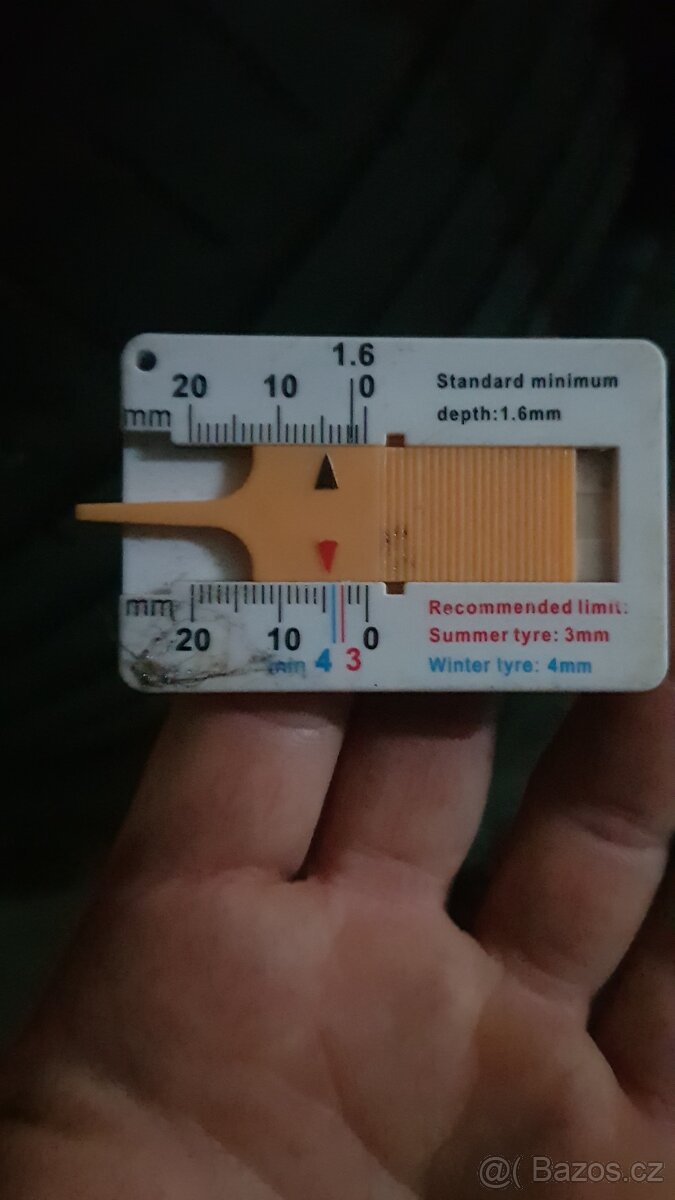 1.6
20 10 0
mm
Standard minimum
depth:1.6mm
mm
20 10 0
min 4 3
Recommended limit:
Summer tyre: 3mm
Winter tyre: 4mm
@( Bazos.cz